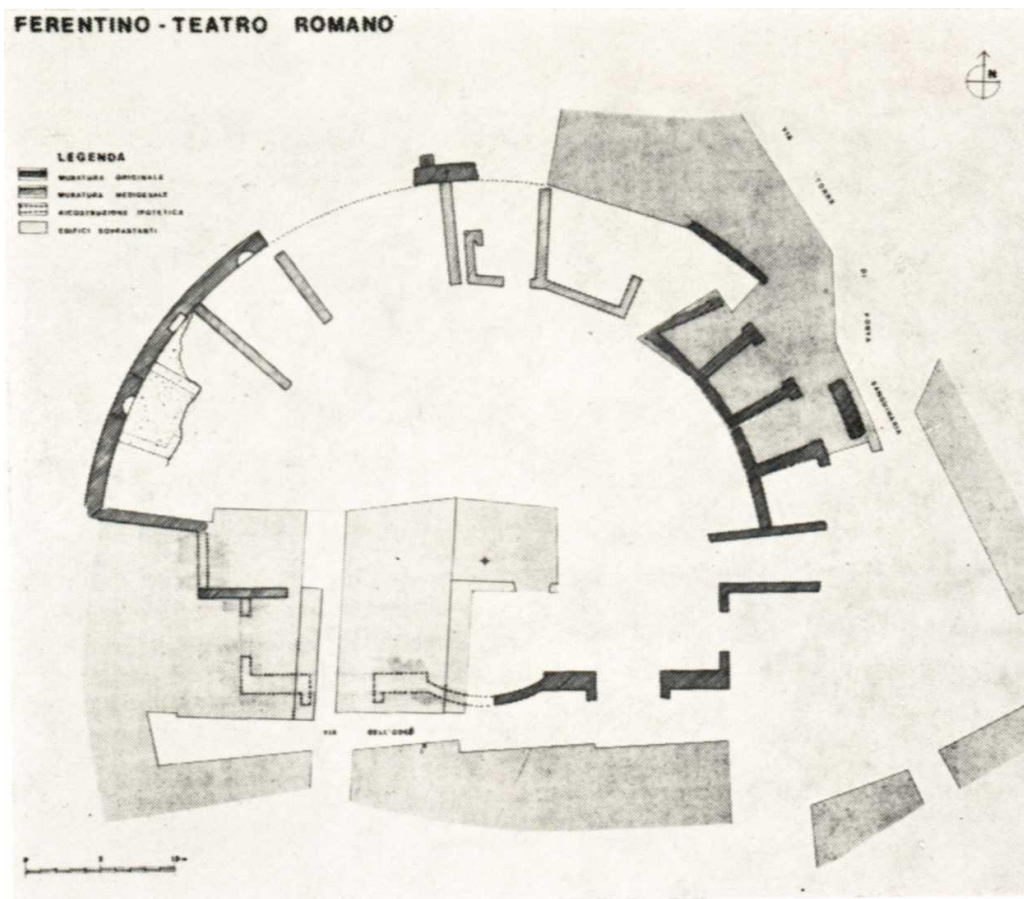 FERENTINO - TEATRO ROMANO
N
LEGENDA
MURATURA ORIGINALE
MURATURA MEDIOEVALE
RICOSTRUZIONE IPOTETICA
EDIFICI SOPRASTANTI
VIA TORRE DI PORTA SANGUINARIA
VIA DELL'
0 5 10 m